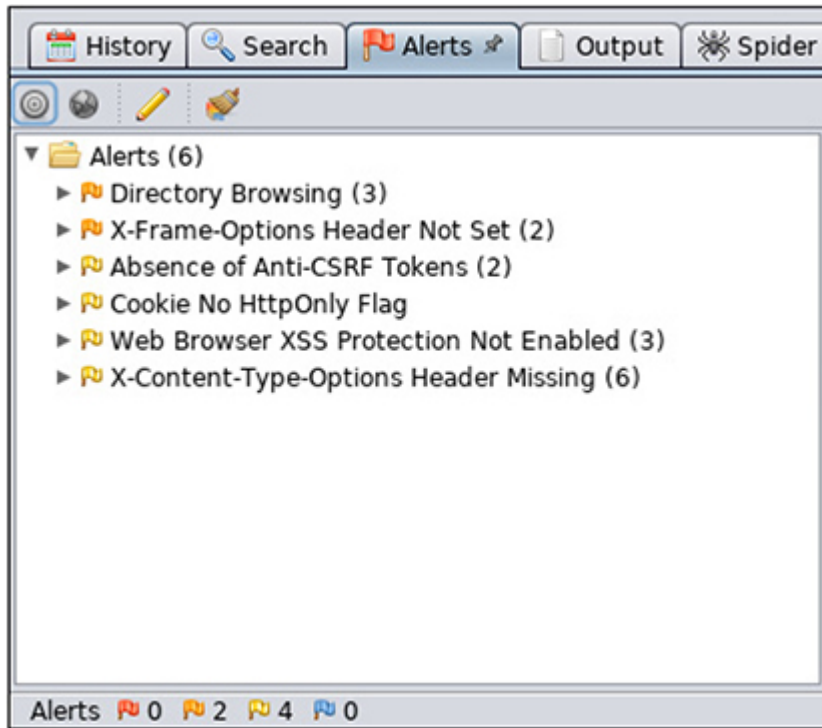 History Search Alerts Output Spider
Alerts (6)
Directory Browsing (3)
X-Frame-Options Header Not Set (2)
Absence of Anti-CSRF Tokens (2)
Cookie No HttpOnly Flag
Web Browser XSS Protection Not Enabled (3)
X-Content-Type-Options Header Missing (6)
Alerts 0 2 4 0